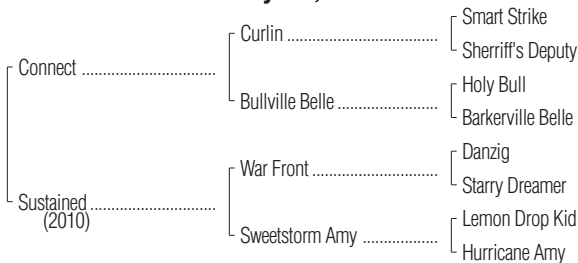 Smart Strike
Curlin ..........................................
Sherriff's Deputy
Connect .....................................
Holy Bull
Bullville Belle ............................
Barkerville Belle
Danzig
War Front ...................................
Starry Dreamer
Sustained...................................
(2010)
Lemon Drop Kid
Sweetstorm Amy .....................
Hurricane Amy